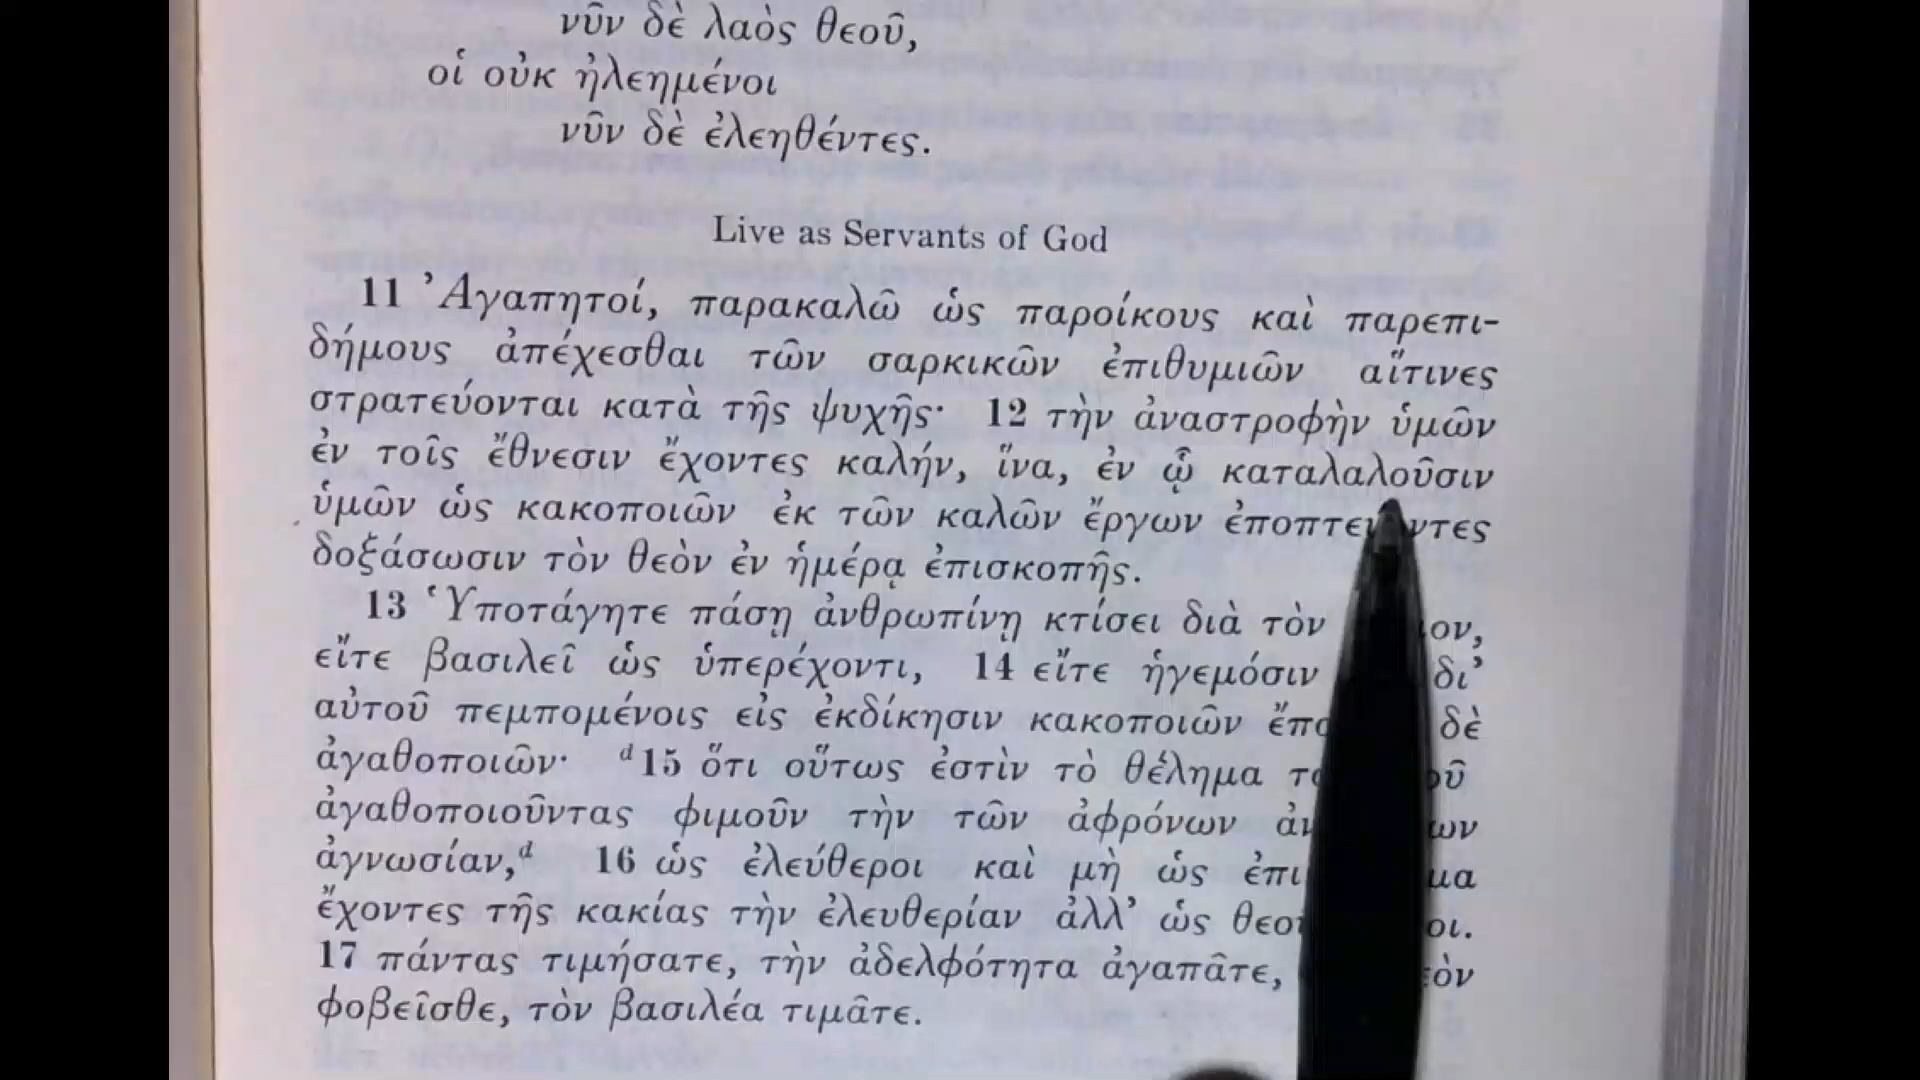 νῦν δὲ λαὸς θεοῦ,
οἱ οὐκ ἠλεημένοι
νῦν δὲ ἐλεηθέντες.
Live as Servants of God
11 Ἀγαπητοί, παρακαλῶ ὡς παροίκους καὶ παρεπι-
δήμους ἀπέχεσθαι τῶν σαρκικῶν ἐπιθυμιῶν αἵτινες
στρατεύονται κατὰ τῆς ψυχῆς· 12 τὴν ἀναστροφὴν ὑμῶν
ἐν τοῖς ἔθνεσιν ἔχοντες καλήν, ἵνα, ἐν ᾧ καταλαλοῦσιν
ὑμῶν ὡς κακοποιῶν ἐκ τῶν καλῶν ἔργων
δοξάσωσιν τὸν θεὸν ἐν ἡμέρᾳ ἐπισκοπῆς.
13 Ὑποτάγητε πάσῃ ἀνθρωπίνῃ κτίσει διὰ τὸν
εἴτε βασιλεῖ ὡς ὑπερέχοντι, 14 εἴτε ἡγεμόσιν δι’
αὐτοῦ πεμπομένοις εἰς ἐκδίκησιν κακοποιῶν δὲ
ἀγαθοποιῶν· d 15 ὅτι οὕτως ἐστὶν τὸ θέλημα
ἀγαθοποιοῦντας φιμοῦν τὴν τῶν ἀφρόνων
ἀγνωσίαν,d 16 ὡς ἐλεύθεροι καὶ μὴ ὡς
ἔχοντες τῆς κακίας τὴν ἐλευθερίαν ἀλλ’ ὡς
17 πάντας τιμήσατε, τὴν ἀδελφότητα ἀγαπᾶτε,
φοβεῖσθε, τὸν βασιλέα τιμᾶτε.